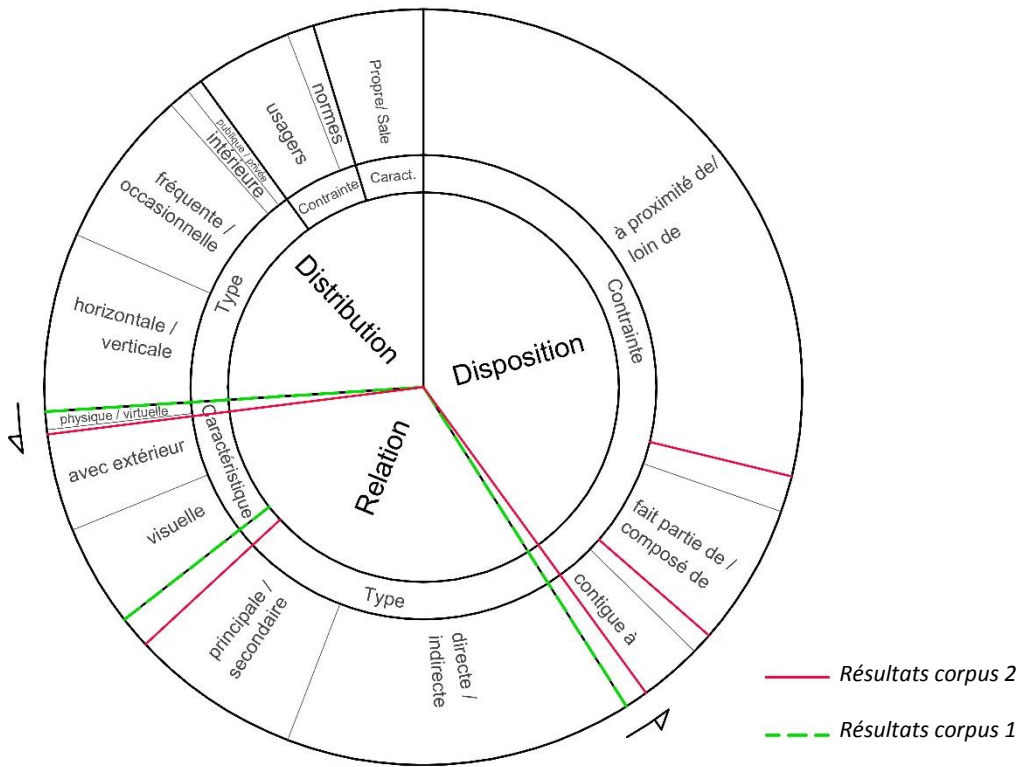 Disposition
Contrainte
à proximité de/
loin de
fait partie de /
composé de
contigue à
Relation
Type
directe /
indirecte
principale /
secondaire
Caractéristique
visuelle
avec extérieur
physique / virtuelle
Distribution
Type
horizontale /
verticale
fréquente /
occasionnelle
intérieure
publique / privée
Contrainte
usagers
normes
Caract.
Propre/ Sale
Résultats corpus 2
Résultats corpus 1